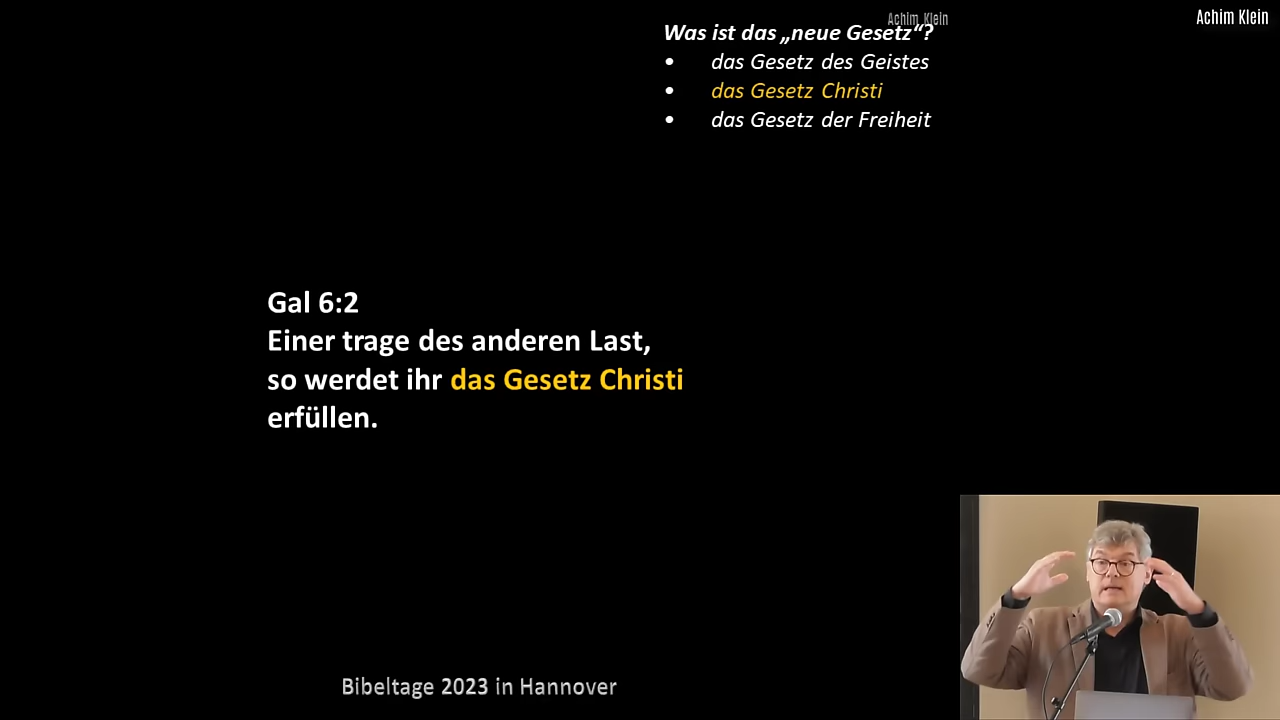 Achim Klein
Achim Klein
Was ist das „neue Gesetz“?
• das Gesetz des Geistes
• das Gesetz Christi
• das Gesetz der Freiheit
Gal 6:2
Einer trage des anderen Last,
so werdet ihr das Gesetz Christi
erfüllen.
Bibeltage 2023 in Hannover